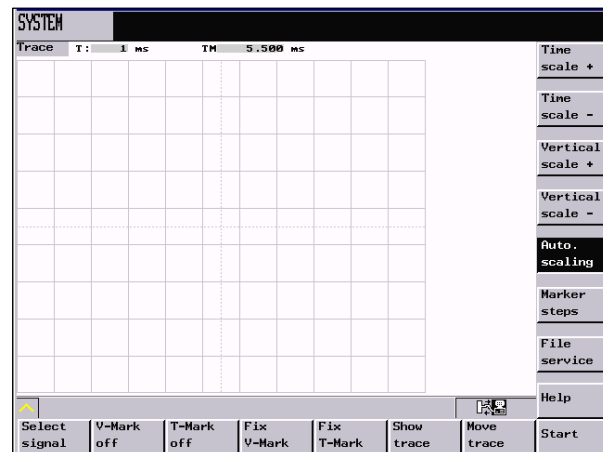 SYSTEM
Trace T: 1 ms TM 5.500 ms
Time
scale +
Time
scale -
Vertical
scale +
Vertical
scale -
Auto.
scaling
Marker
steps
File
service
Help
Select
signal
V-Mark
off
T-Mark
off
Fix
V-Mark
Fix
T-Mark
Show
trace
Move
trace
Start